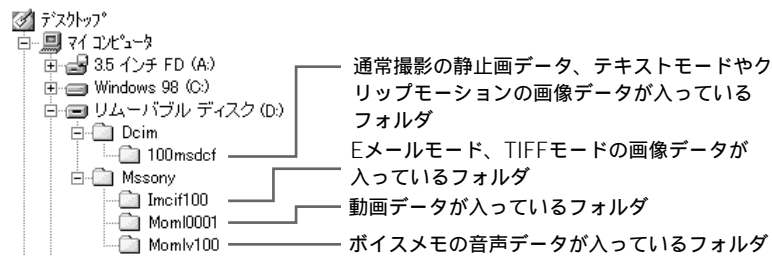 デスクトップ
マイ コンピュータ
3.5 インチ FD (A:)
Windows 98 (C:)
リムーバブル ディスク (D:)
Dcim
100msdcf
Mssony
Imcif100
Moml0001
Momlv100
通常撮影の静止画データ、テキストモードやク
リップモーションの画像データが入っている
フォルダ
Eメールモード、TIFFモードの画像データが
入っているフォルダ
動画データが入っているフォルダ
ボイスメモの音声データが入っているフォルダ